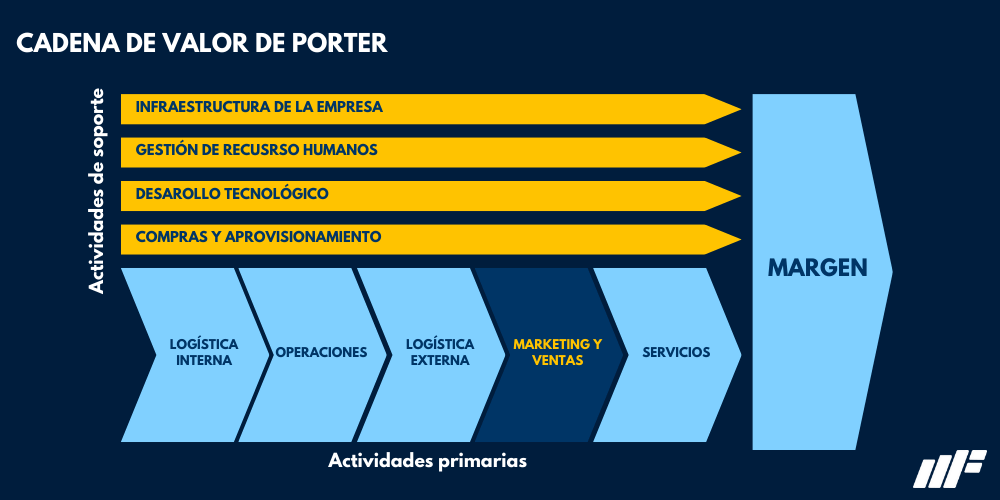 CADENA DE VALOR DE PORTER
Actividades de soporte
INFRAESTRUCTURA DE LA EMPRESA
GESTIÓN DE RECUSRSO HUMANOS
DESAROLLO TECNOLÓGICO
COMPRAS Y APROVISIONAMIENTO
LOGÍSTICA
INTERNA
OPERACIONES
LOGÍSTICA
EXTERNA
MARKETING Y
VENTAS
SERVICIOS
MARGEN
Actividades primarias